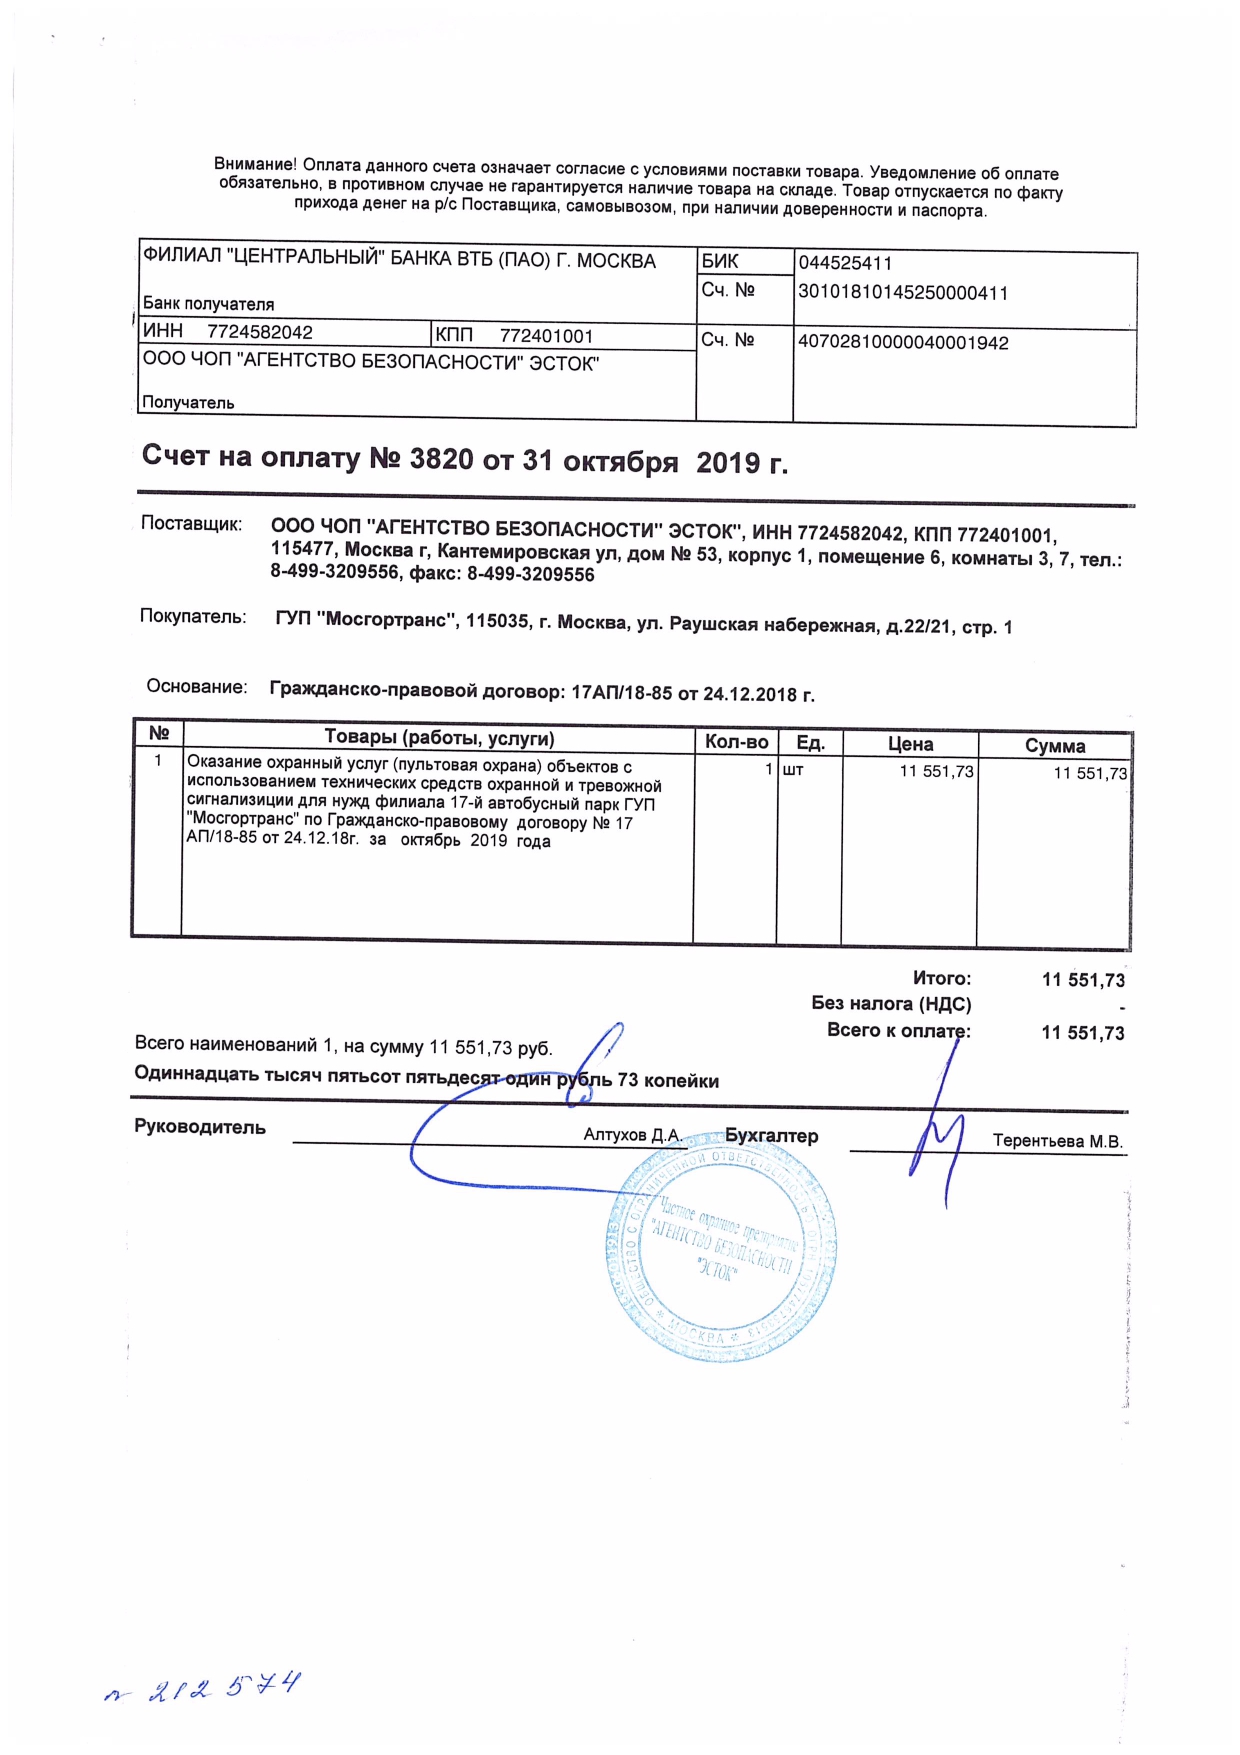 Внимание! Оплата данного счета означает согласие с условиями поставки товара. Уведомление об оплате
обязательно, в противном случае не гарантируется наличие товара на складе. Товар отпускается по факту
прихода денег на р/с Поставщика, самовывозом, при наличии доверенности и паспорта.
ФИЛИАЛ "ЦЕНТРАЛЬНЫЙ" БАНКА ВТБ (ПАО) Г. МОСКВА БИК 044525411
Сч. № 30101810145250000411
Банк получателя
ИНН 7724582042 КПП 772401001 Сч. № 40702810000040001942
ООО ЧОП "АГЕНТСТВО БЕЗОПАСНОСТИ" ЭСТОК"
Получатель
Счет на оплату № 3820 от 31 октября 2019 г.
Поставщик: ООО ЧОП "АГЕНТСТВО БЕЗОПАСНОСТИ" ЭСТОК", ИНН 7724582042, КПП 772401001,
115477, Москва г, Кантемировская ул, дом № 53, корпус 1, помещение 6, комнаты 3, 7, тел.:
8-499-3209556, факс: 8-499-3209556
Покупатель: ГУП "Мосгортранс", 115035, г. Москва, ул. Раушская набережная, д.22/21, стр. 1
Основание: Гражданско-правовой договор: 17АП/18-85 от 24.12.2018 г.
№ Товары (работы, услуги) Кол-во Ед. Цена Сумма
1 Оказание охранный услуг (пультовая охрана) объектов с 1 шт 11 551,73 11 551,73
использованием технических средств охранной и тревожной
сигнализиции для нужд филиала 17-й автобусный парк ГУП
"Мосгортранс" по Гражданско-правовому договору № 17
АП/18-85 от 24.12.18г. за октябрь 2019 года
Итого: 11 551,73
Без налога (НДС) -
Всего к оплате: 11 551,73
Всего наименований 1, на сумму 11 551,73 руб.
Одиннадцать тысяч пятьсот пятьдесят один рубль 73 копейки
Руководитель Алтухов Д.А. Бухгалтер Терентьева М.В.
ОБЩЕСТВО С ОГРАНИЧЕННОЙ ОТВЕТСТВЕННОСТЬЮ
Частное охранное предприятие
"АГЕНТСТВО БЕЗОПАСНОСТИ
"ЭСТОК"
* МОСКВА *
212 574